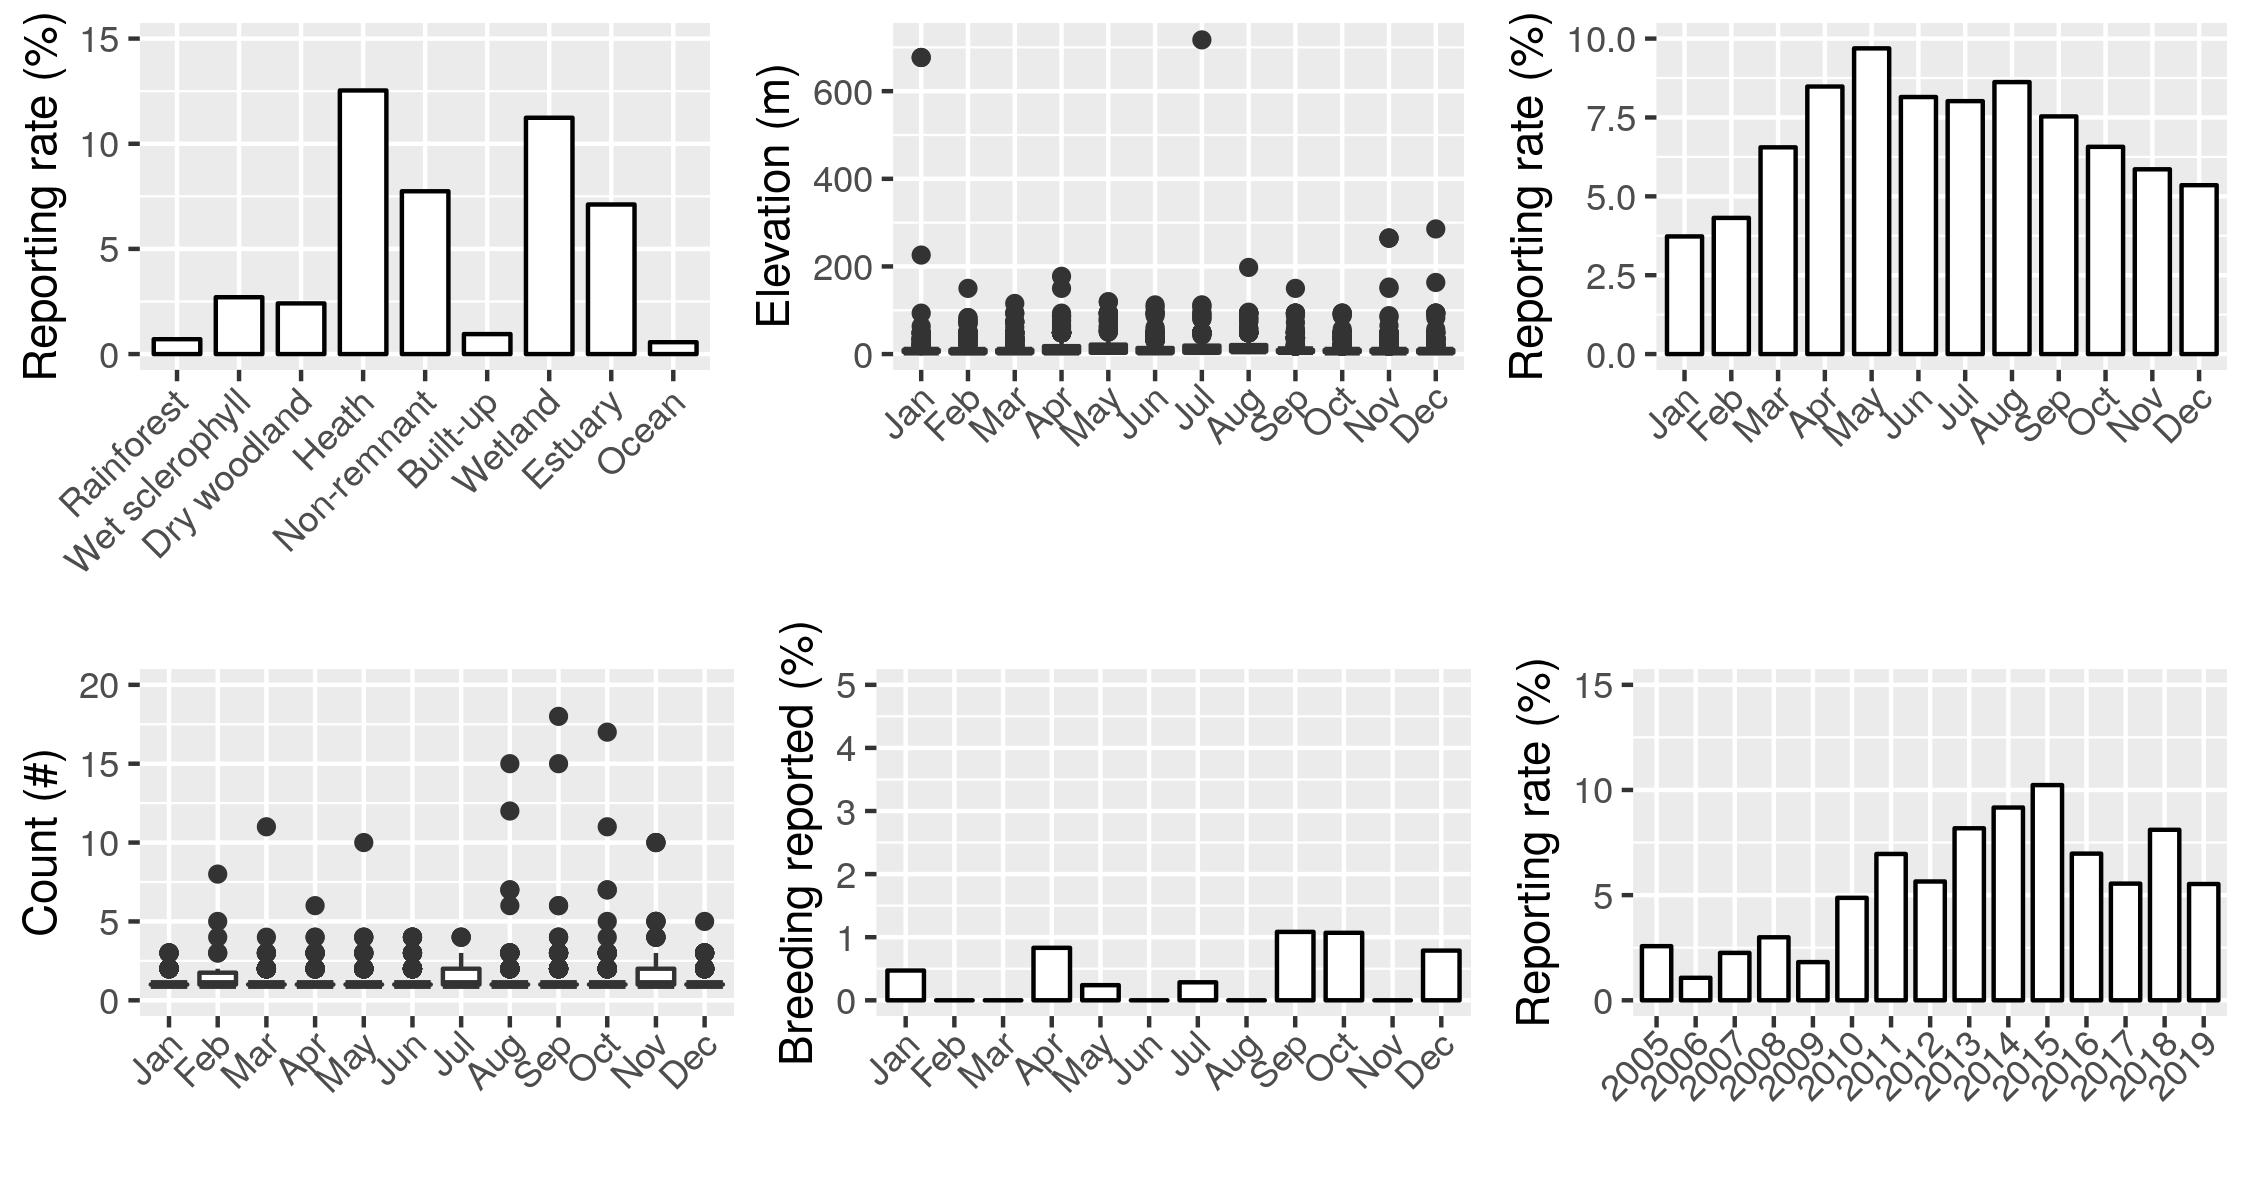 Reporting rate (%)
15
10
5
0
Rainforest
Wet sclerophyll
Dry woodland
Heath
Non-remnant
Built-up
Wetland
Estuary
Ocean
Elevation (m)
600
400
200
0
Jan
Feb
Mar
Apr
May
Jun
Jul
Aug
Sep
Oct
Nov
Dec
Reporting rate (%)
10.0
7.5
5.0
2.5
0.0
Jan
Feb
Mar
Apr
May
Jun
Jul
Aug
Sep
Oct
Nov
Dec
Count (#)
20
15
10
5
0
Jan
Feb
Mar
Apr
May
Jun
Jul
Aug
Sep
Oct
Nov
Dec
Breeding reported (%)
5
4
3
2
1
0
Jan
Feb
Mar
Apr
May
Jun
Jul
Aug
Sep
Oct
Nov
Dec
Reporting rate (%)
15
10
5
0
2005
2006
2007
2008
2009
2010
2011
2012
2013
2014
2015
2016
2017
2018
2019